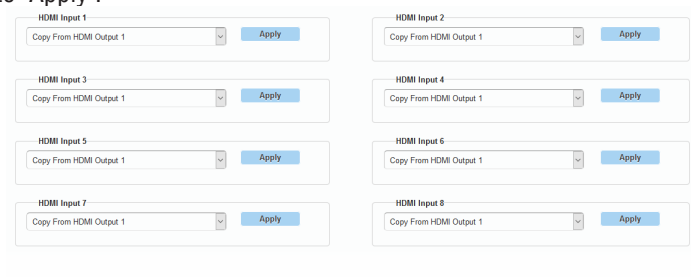 Apply
HDMI Input 1
Copy From HDMI Output 1 Apply
HDMI Input 2
Copy From HDMI Output 1 Apply
HDMI Input 3
Copy From HDMI Output 1 Apply
HDMI Input 4
Copy From HDMI Output 1 Apply
HDMI Input 5
Copy From HDMI Output 1 Apply
HDMI Input 6
Copy From HDMI Output 1 Apply
HDMI Input 7
Copy From HDMI Output 1 Apply
HDMI Input 8
Copy From HDMI Output 1 Apply